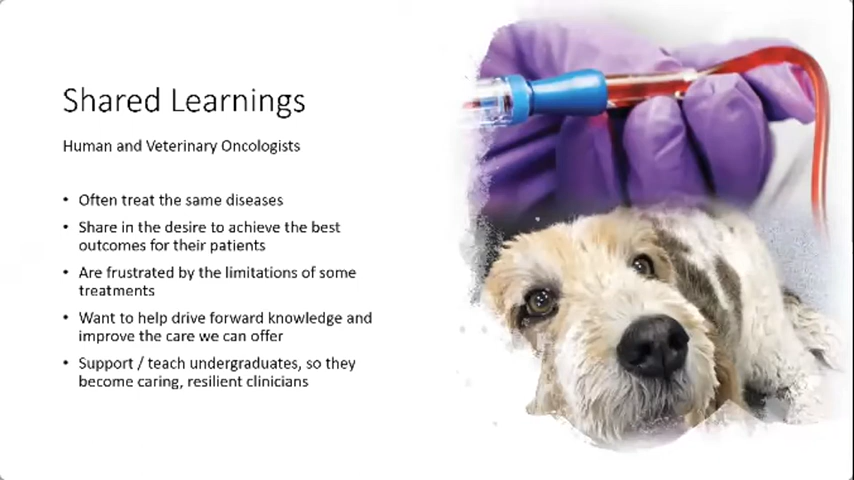 Shared Learnings
Human and Veterinary Oncologists
• Often treat the same diseases
• Share in the desire to achieve the best
outcomes for their patients
• Are frustrated by the limitations of some
treatments
• Want to help drive forward knowledge and
improve the care we can offer
• Support / teach undergraduates, so they
become caring, resilient clinicians